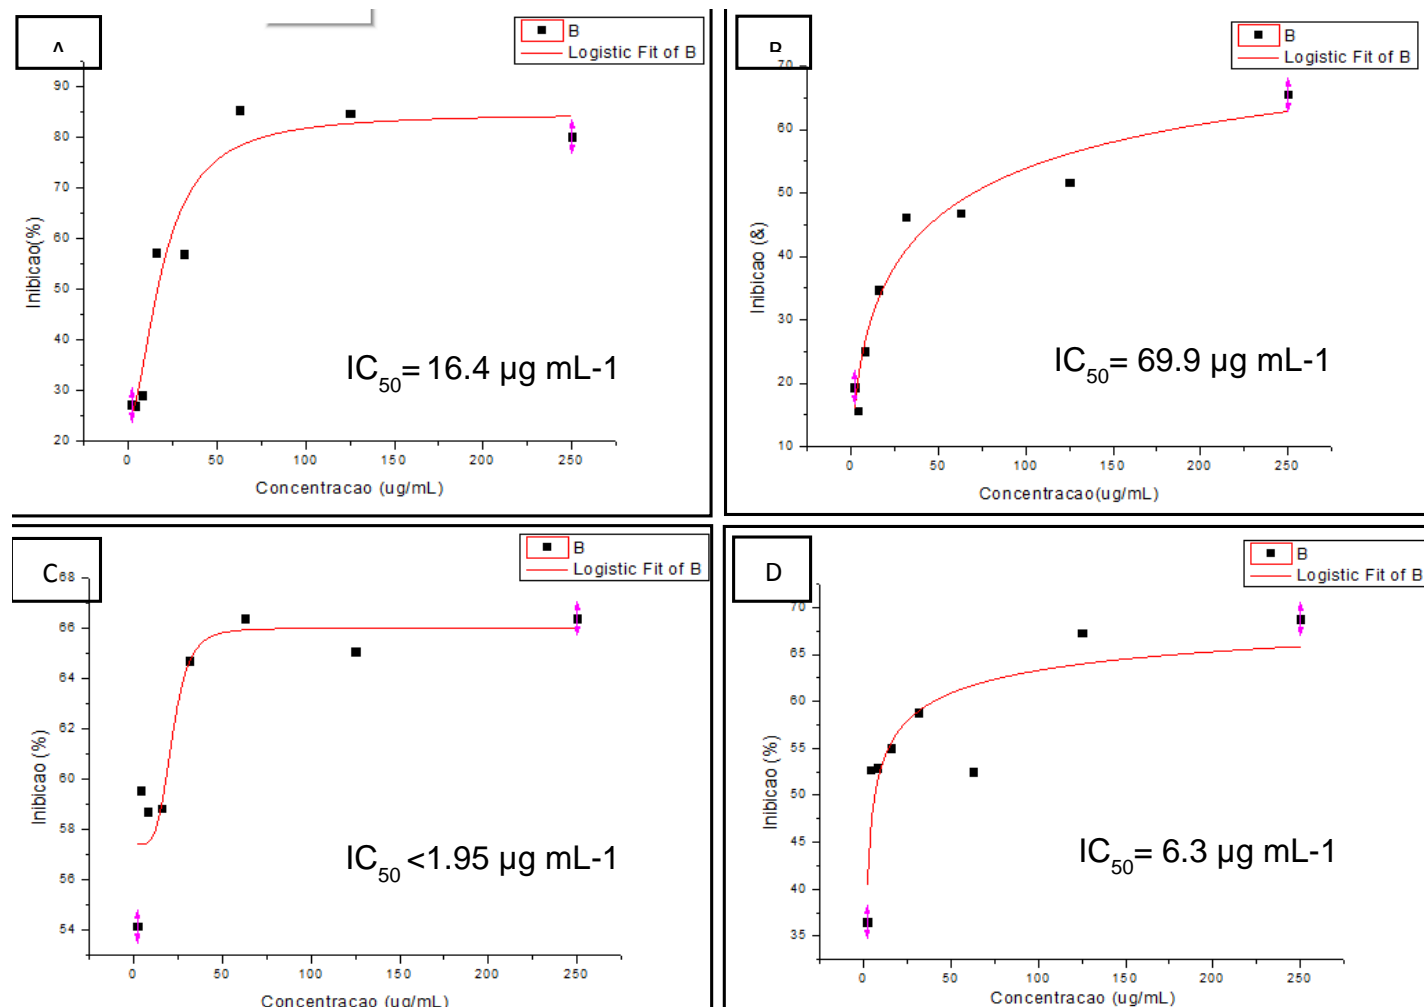 A
B
Logistic Fit of B
90
80
70
60
50
40
30
20
Inibicao(%)
IC50= 16.4 µg mL-1
0 50 100 150 200 250
Concentracao (ug/mL)
B
B
Logistic Fit of B
70
60
50
40
30
20
10
Inibicao (&)
IC50= 69.9 µg mL-1
0 50 100 150 200 250
Concentracao(ug/mL)
C
B
Logistic Fit of B
68
66
64
62
60
58
56
54
Inibicao (%)
IC50 <1.95 µg mL-1
0 50 100 150 200 250
Concentracao (ug/mL)
D
B
Logistic Fit of B
70
65
60
55
50
45
40
35
Inibicao (%)
IC50= 6.3 µg mL-1
0 50 100 150 200 250
Concentracao (ug/mL)